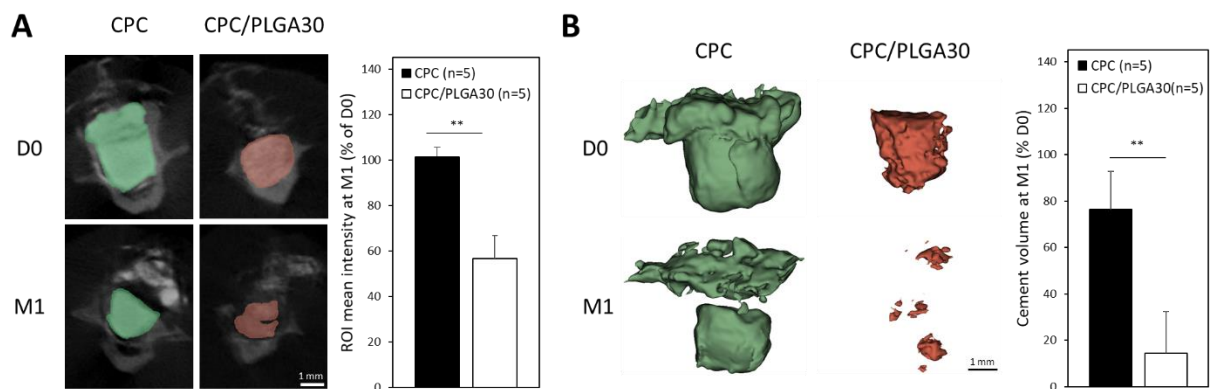 A
CPC
CPC/PLGA30
D0
M1
1 mm
ROI mean intensity at M1 (% of D0)
140
120
100
80
60
40
20
0
CPC (n=5)
CPC/PLGA30 (n=5)
**
B
CPC
CPC/PLGA30
D0
M1
1 mm
Cement volume at M1 (% D0)
140
120
100
80
60
40
20
0
CPC (n=5)
CPC/PLGA30(n=5)
**